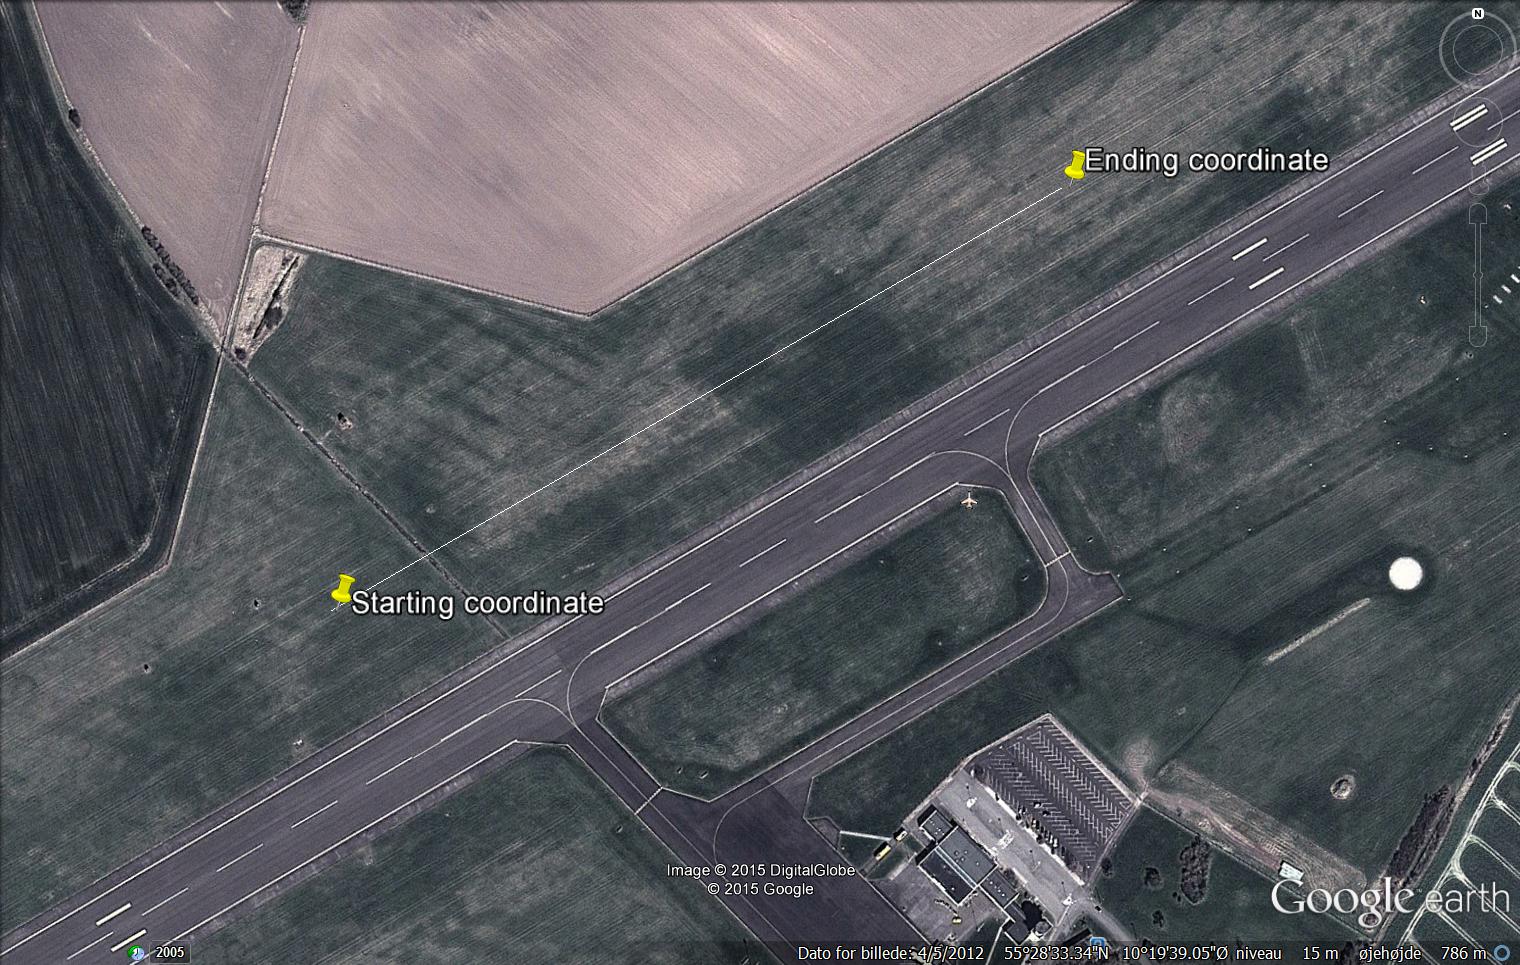 N
Ending coordinate
Starting coordinate
Image © 2015 DigitalGlobe
© 2015 Google
Google earth
2005
Dato for billede: 4/5/2012 55°28'33.34"N 10°19'39.05"Ø niveau 15 m øjehøjde 786 m